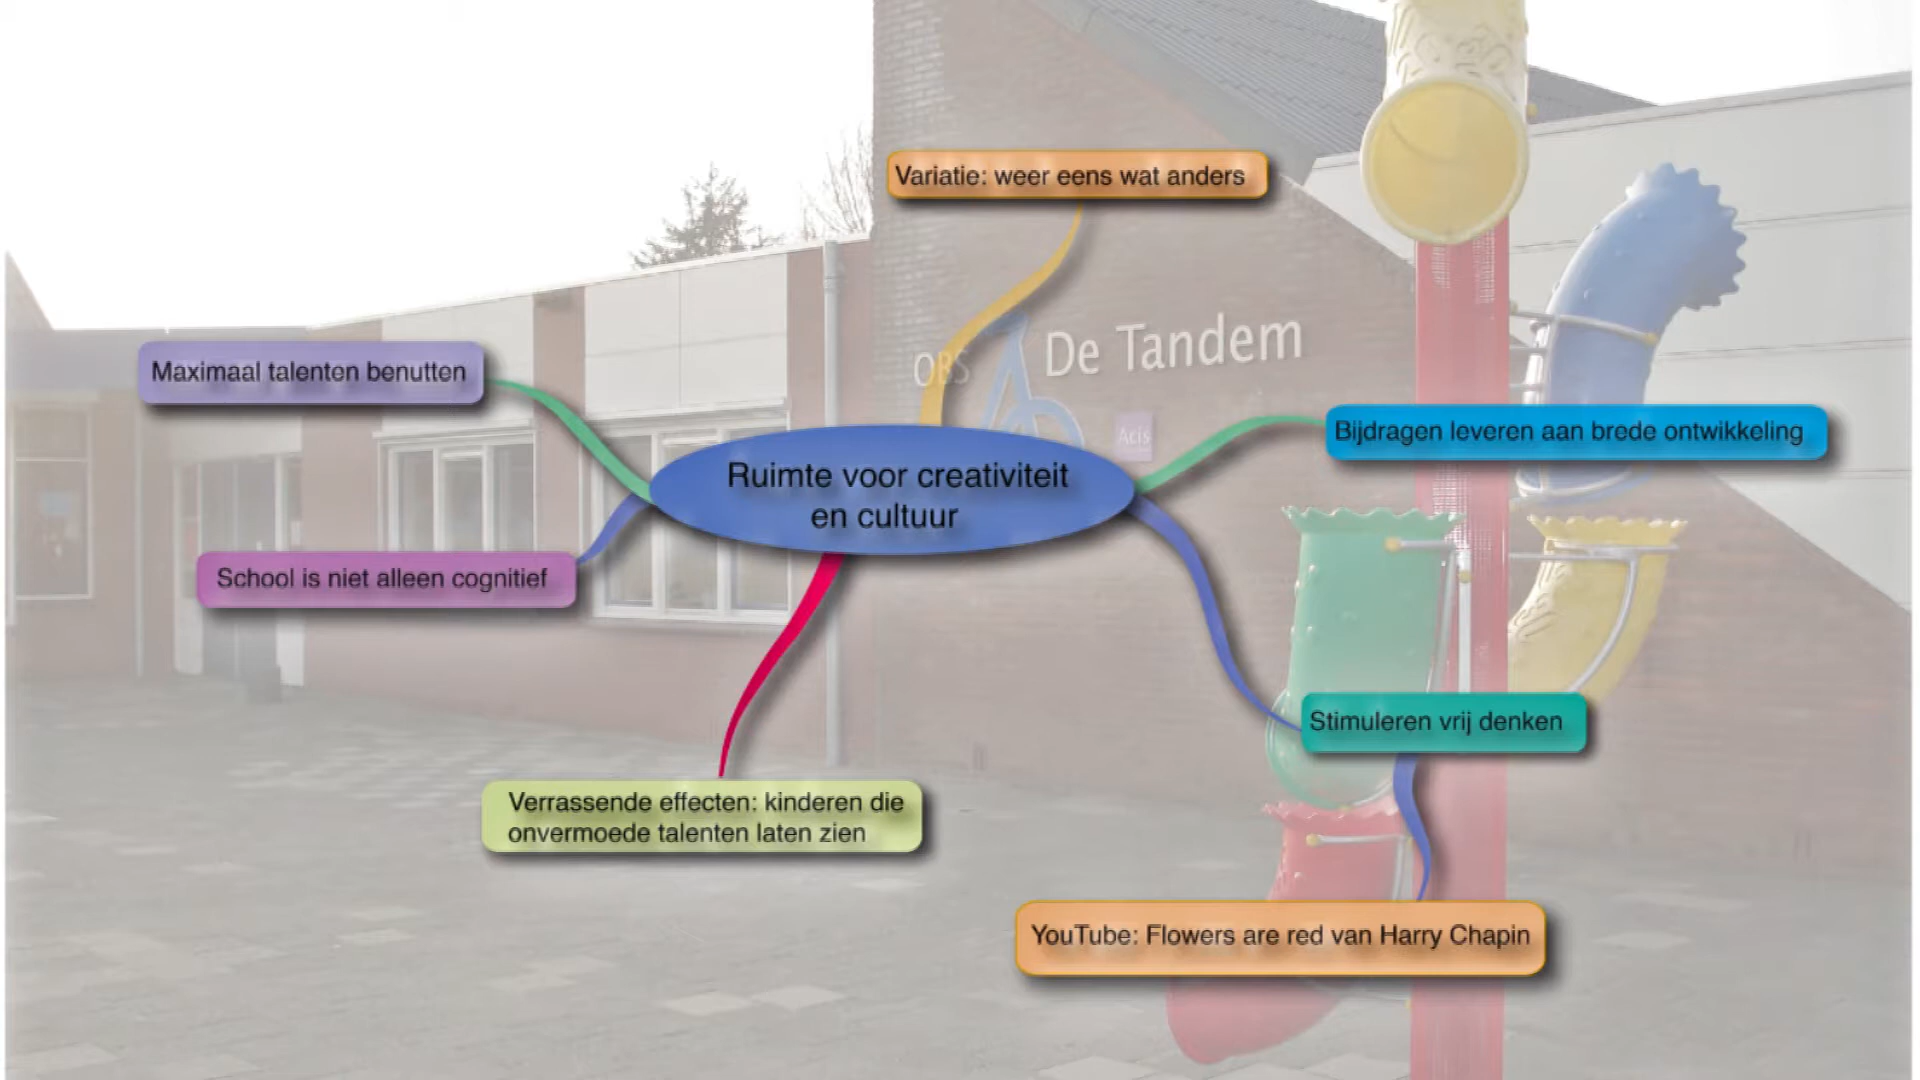 Variatie: weer eens wat anders
OBS De Tandem
Acis
Maximaal talenten benutten
Bijdragen leveren aan brede ontwikkeling
Ruimte voor creativiteit
en cultuur
School is niet alleen cognitief
Stimuleren vrij denken
Verrassende effecten: kinderen die
onvermoede talenten laten zien
YouTube: Flowers are red van Harry Chapin